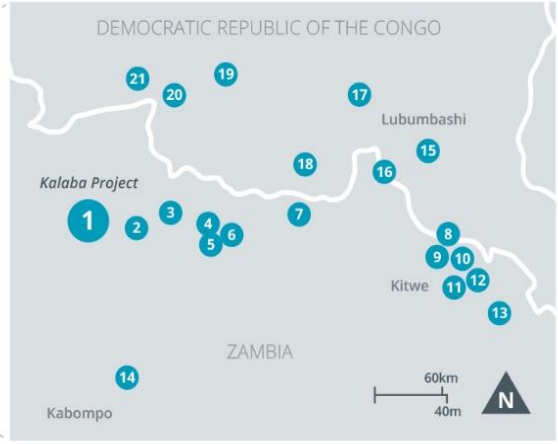 DEMOCRATIC REPUBLIC OF THE CONGO
19
21
20
17
Lubumbashi
15
18
16
Kalaba Project
1
2
3
4
5
6
7
8
9
10
Kitwe
11
12
13
ZAMBIA
14
60km
40m
N
Kabompo